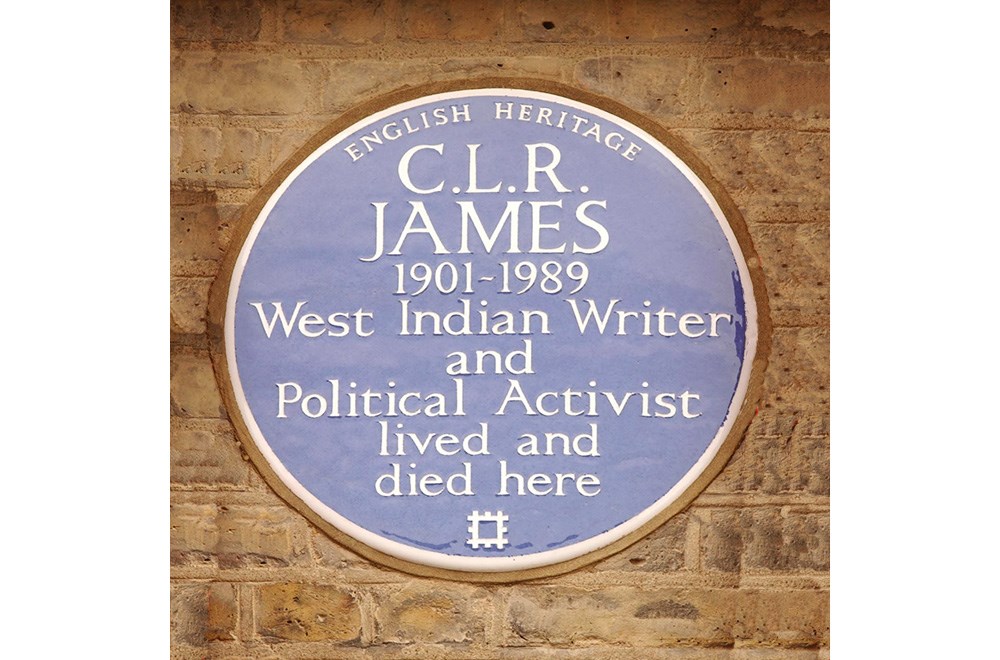 ENGLISH HERITAGE
C.L.R.
JAMES
1901-1989
West Indian Writer
and
Political Activist
lived and
died here